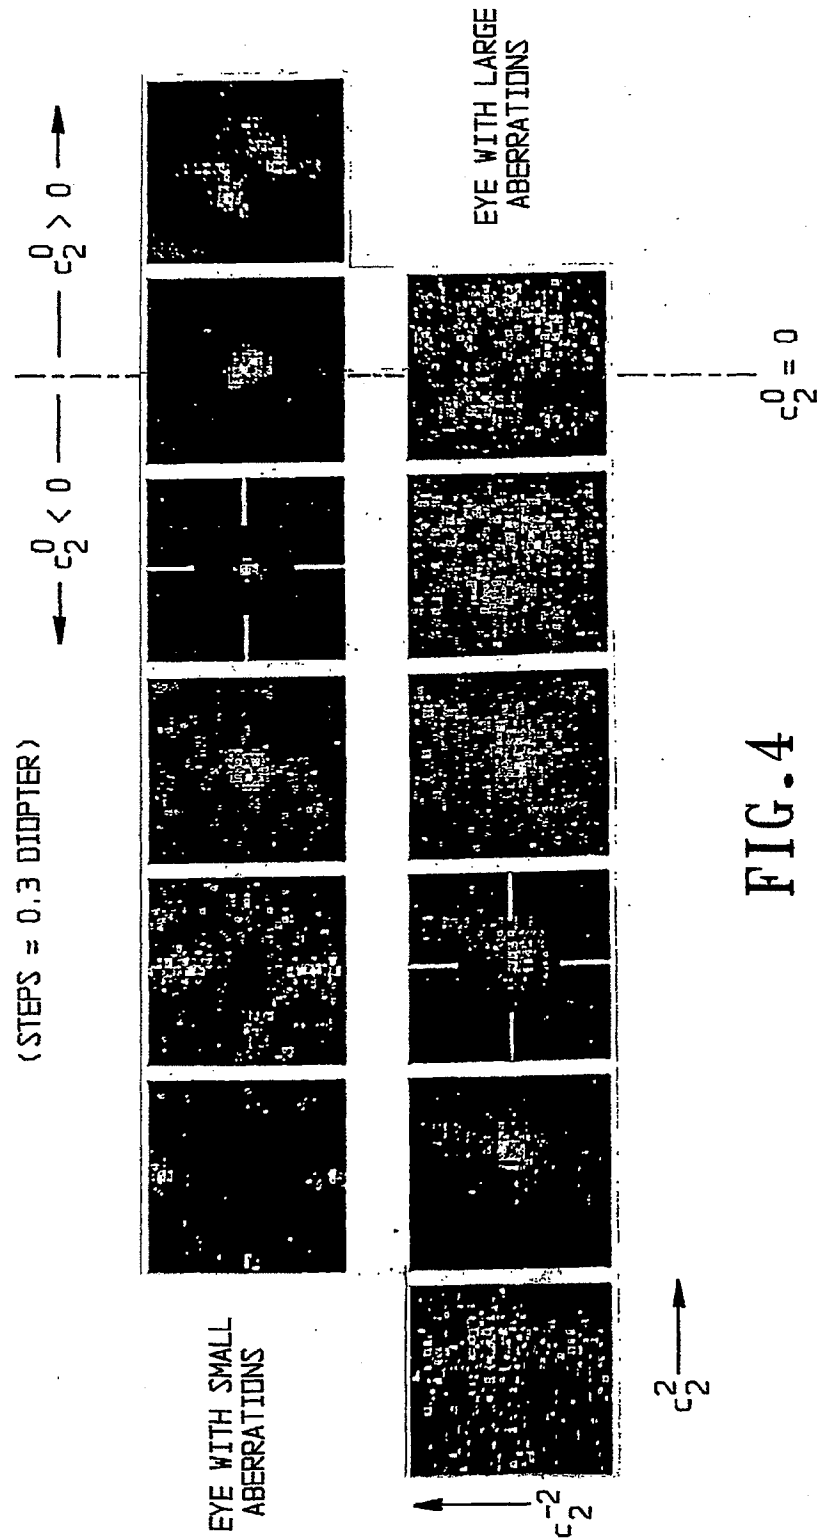 (STEPS = 0.3 DIOPTER)
c₂⁰ < 0
c₂⁰ > 0
EYE WITH SMALL
ABERRATIONS
EYE WITH LARGE
ABERRATIONS
c₂⁻²
c₂²
c₂⁰ = 0
FIG.4